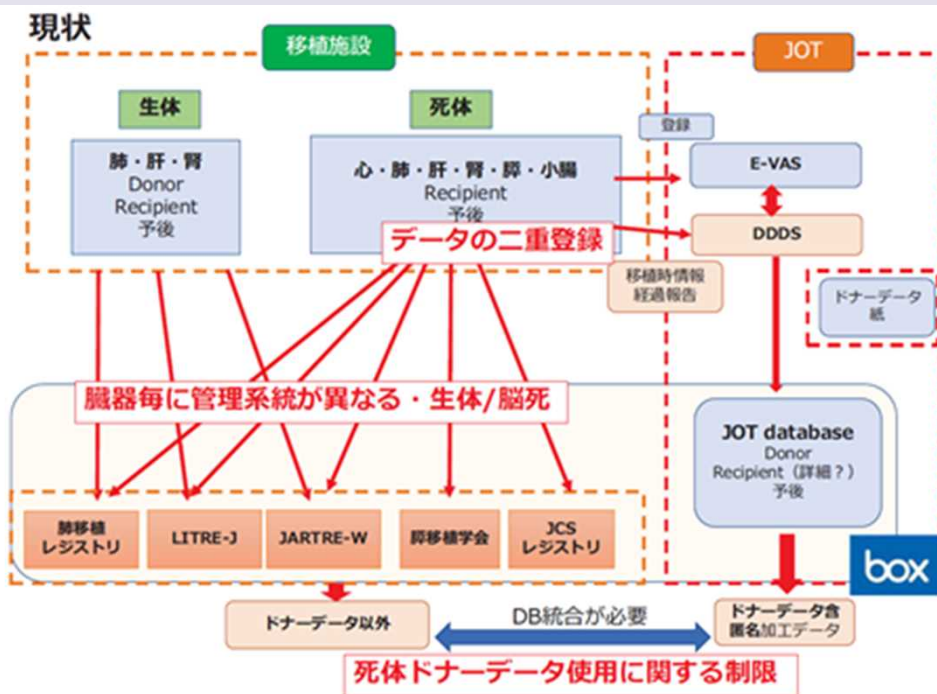 現状
移植施設
JOT
生体
死体
登録
肺・肝・腎
Donor
Recipient
予後
心・肺・肝・腎・膵・小腸
Recipient
予後
E-VAS
データの二重登録
DDDS
移植時情報
経過報告
ドナーデータ
紙
臓器毎に管理系統が異なる・生体/脳死
JOT database
Donor
Recipient（詳細？）
予後
肺移植
レジストリ
LITRE-J
JARTRE-W
膵移植学会
JCS
レジストリ
box
ドナーデータ以外
DB統合が必要
ドナーデータ含
匿名加工データ
死体ドナーデータ使用に関する制限